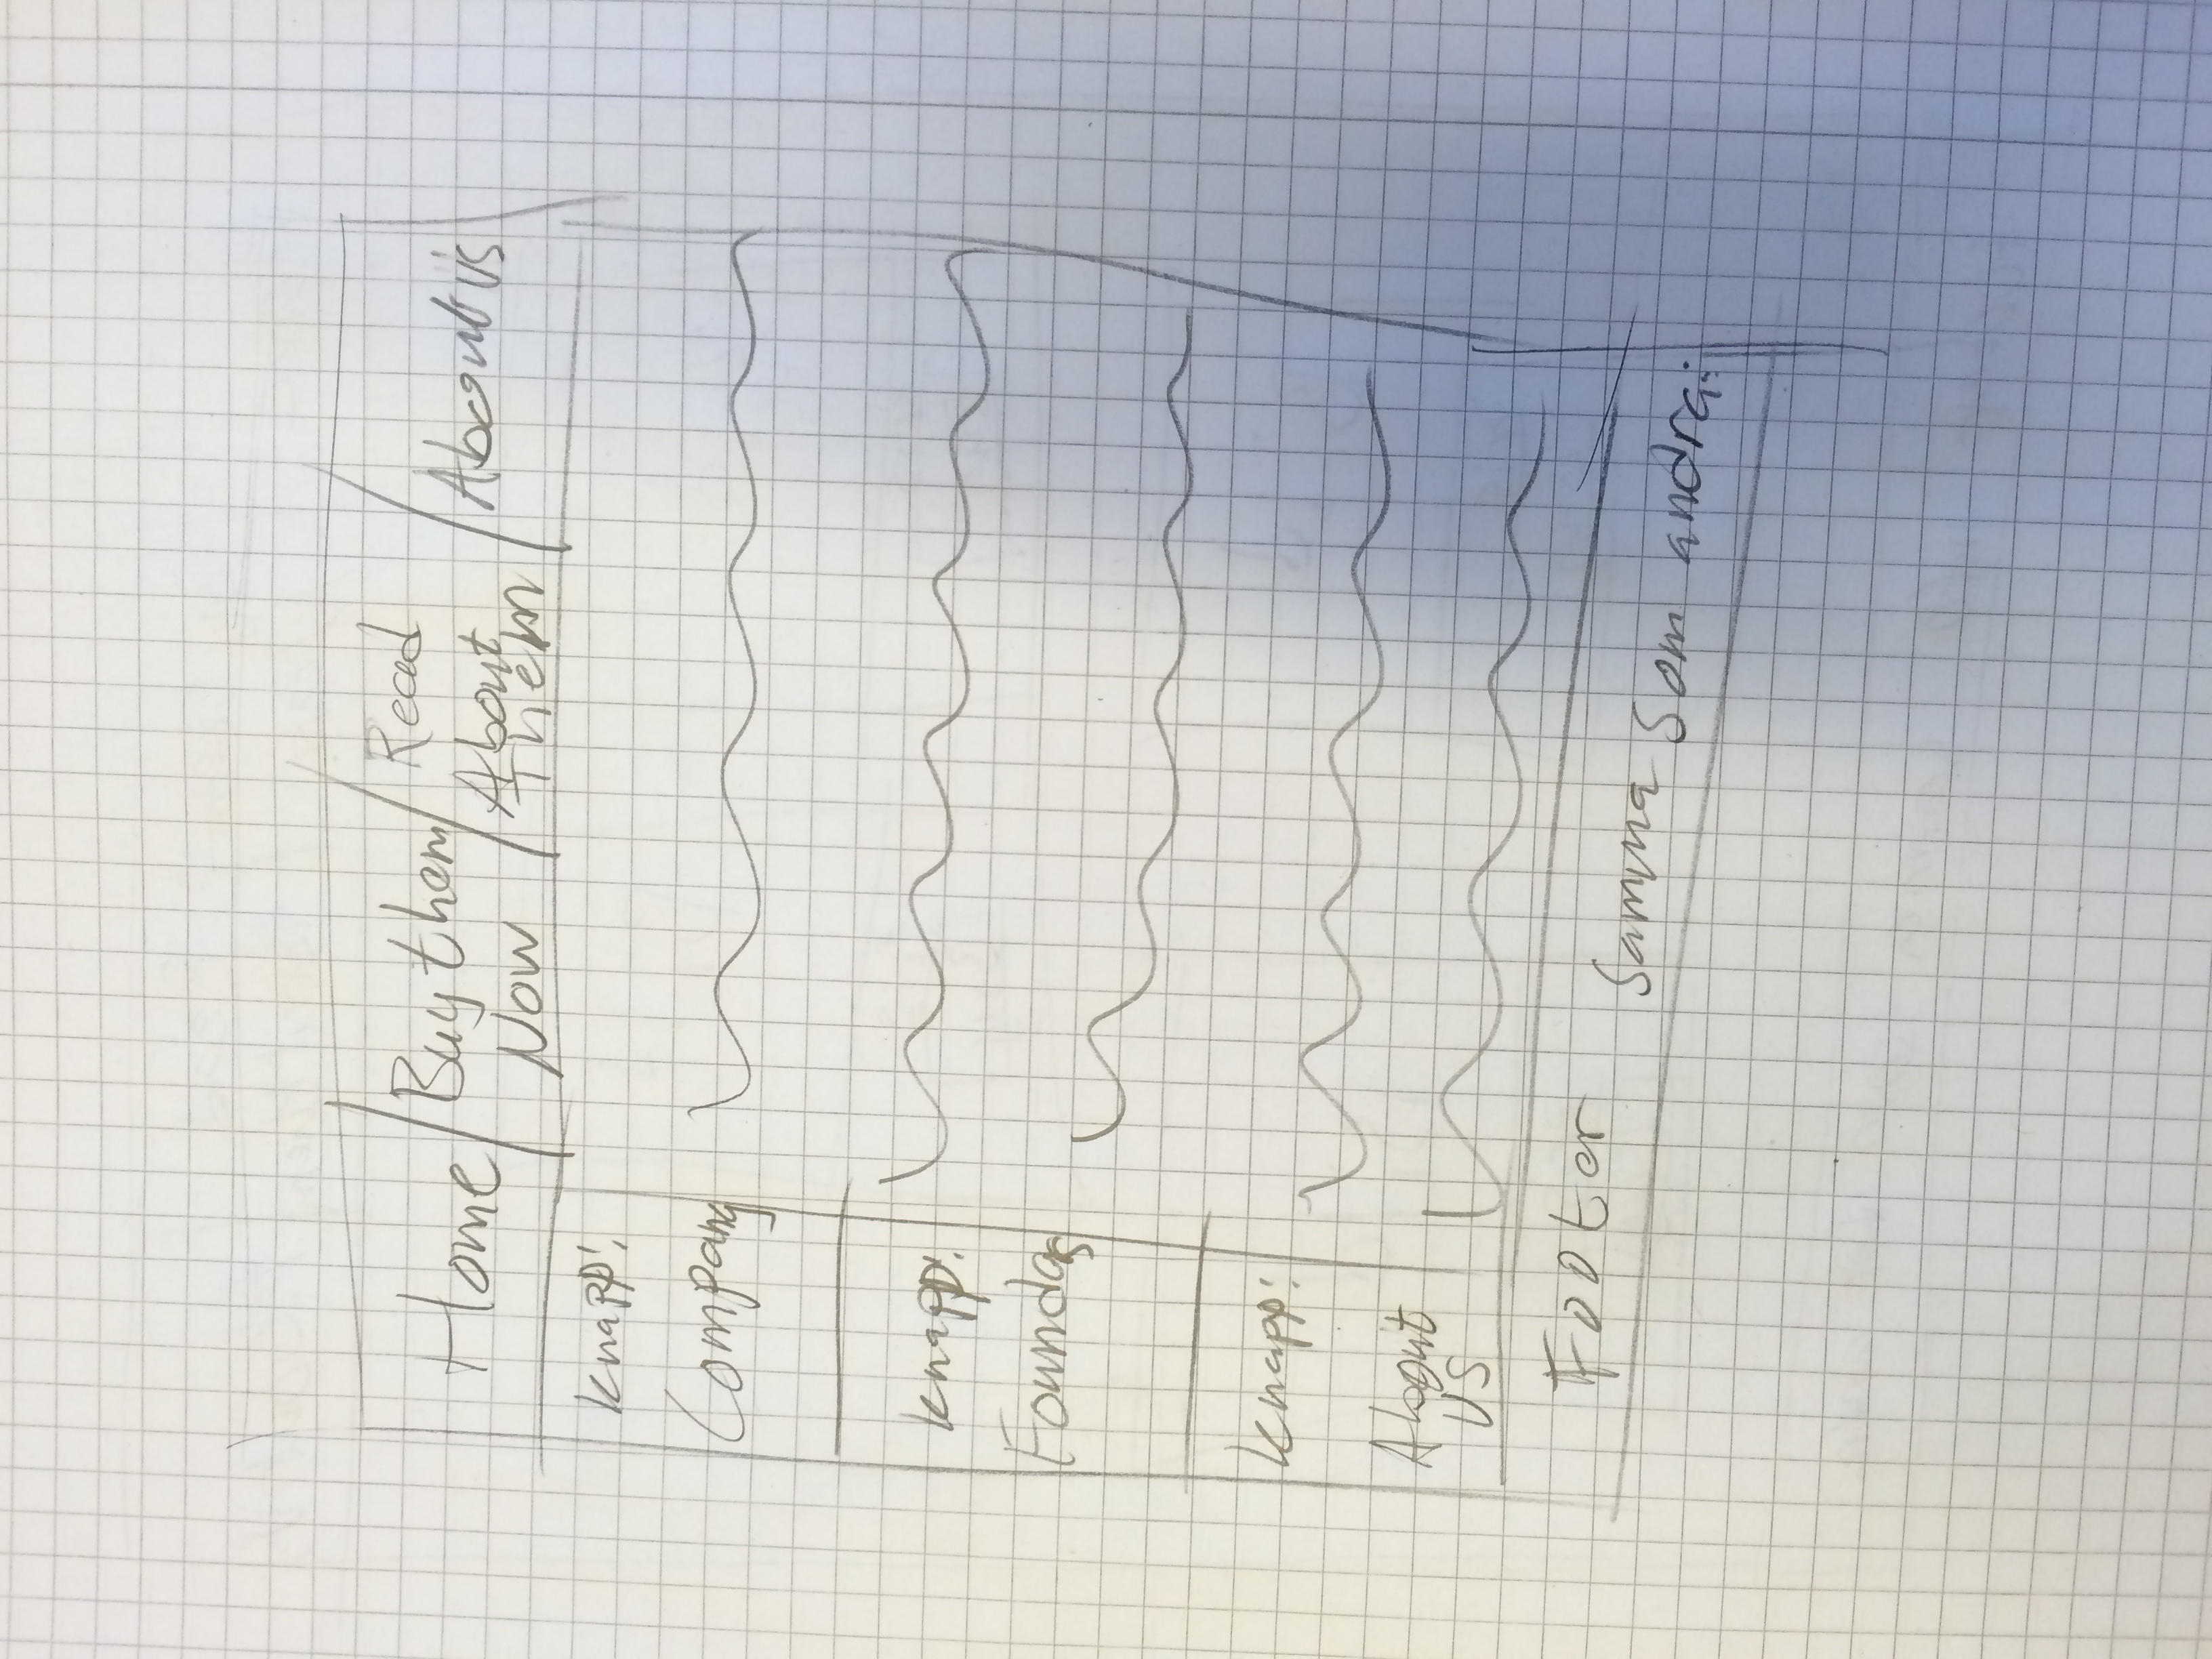 Home
Buy them
Now
Read
About
Them
About us
Knapp:
Company
Knapp:
Knapp:
About
US
Footer Samma som andra: